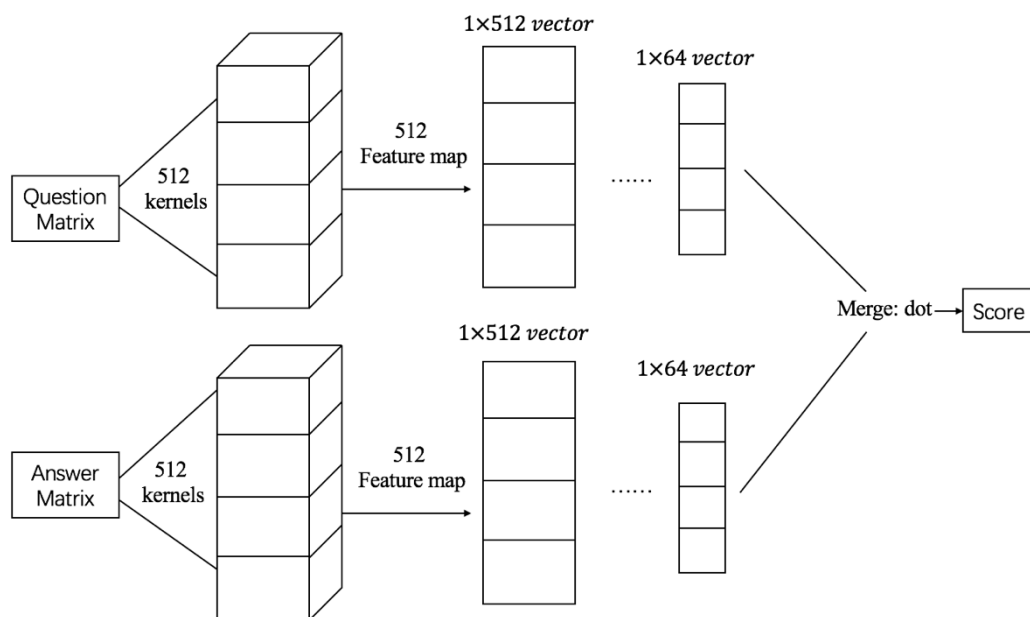 1×512 vector
1×64 vector
512
Feature map
512
kernels
Question
Matrix
......
Merge: dot
Score
1×512 vector
1×64 vector
512
Feature map
512
kernels
Answer
Matrix
......